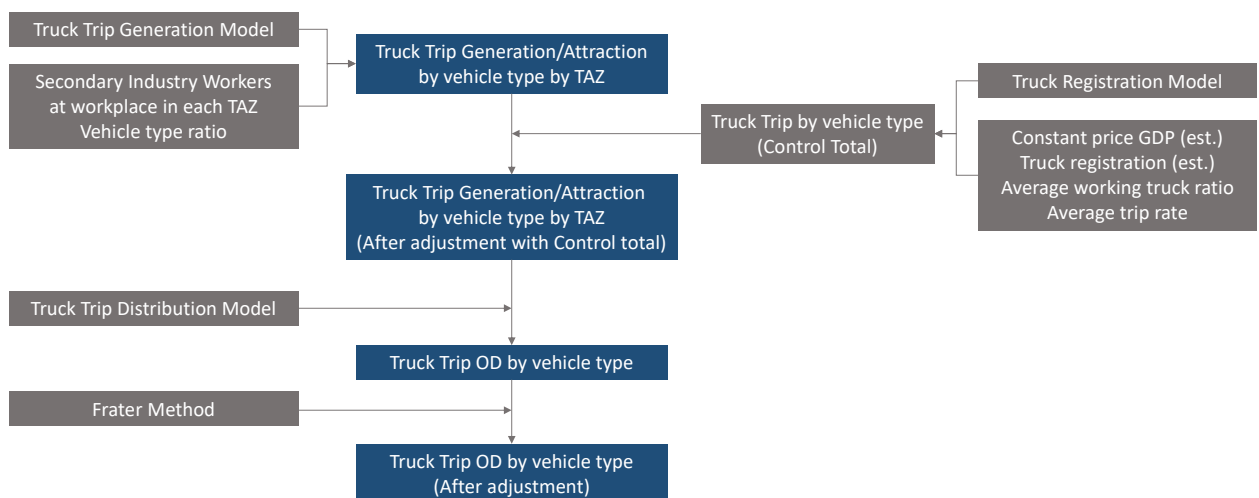 Truck Trip Generation Model
Secondary Industry Workers
at workplace in each TAZ
Vehicle type ratio
Truck Trip Generation/Attraction
by vehicle type by TAZ
Truck Registration Model
Truck Trip by vehicle type
(Control Total)
Constant price GDP (est.)
Truck registration (est.)
Average working truck ratio
Average trip rate
Truck Trip Generation/Attraction
by vehicle type by TAZ
(After adjustment with Control total)
Truck Trip Distribution Model
Truck Trip OD by vehicle type
Frater Method
Truck Trip OD by vehicle type
(After adjustment)